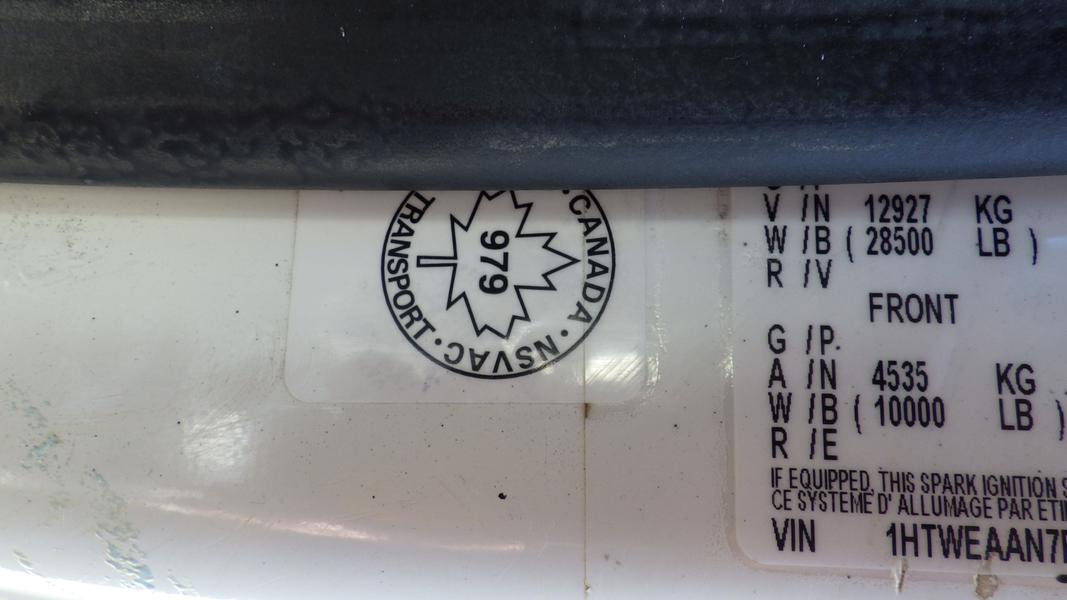 CANADA · NSVAC · TRANSPORT
979
V /N 12927 KG
W /B ( 28500 LB )
R /V
FRONT
G /P.
A /N 4535 KG
W /B ( 10000 LB )
R /E
IF EQUIPPED, THIS SPARK IGNITION S
CE SYSTEME D' ALLUMAGE PAR ETI
VIN 1HTWEAAN7